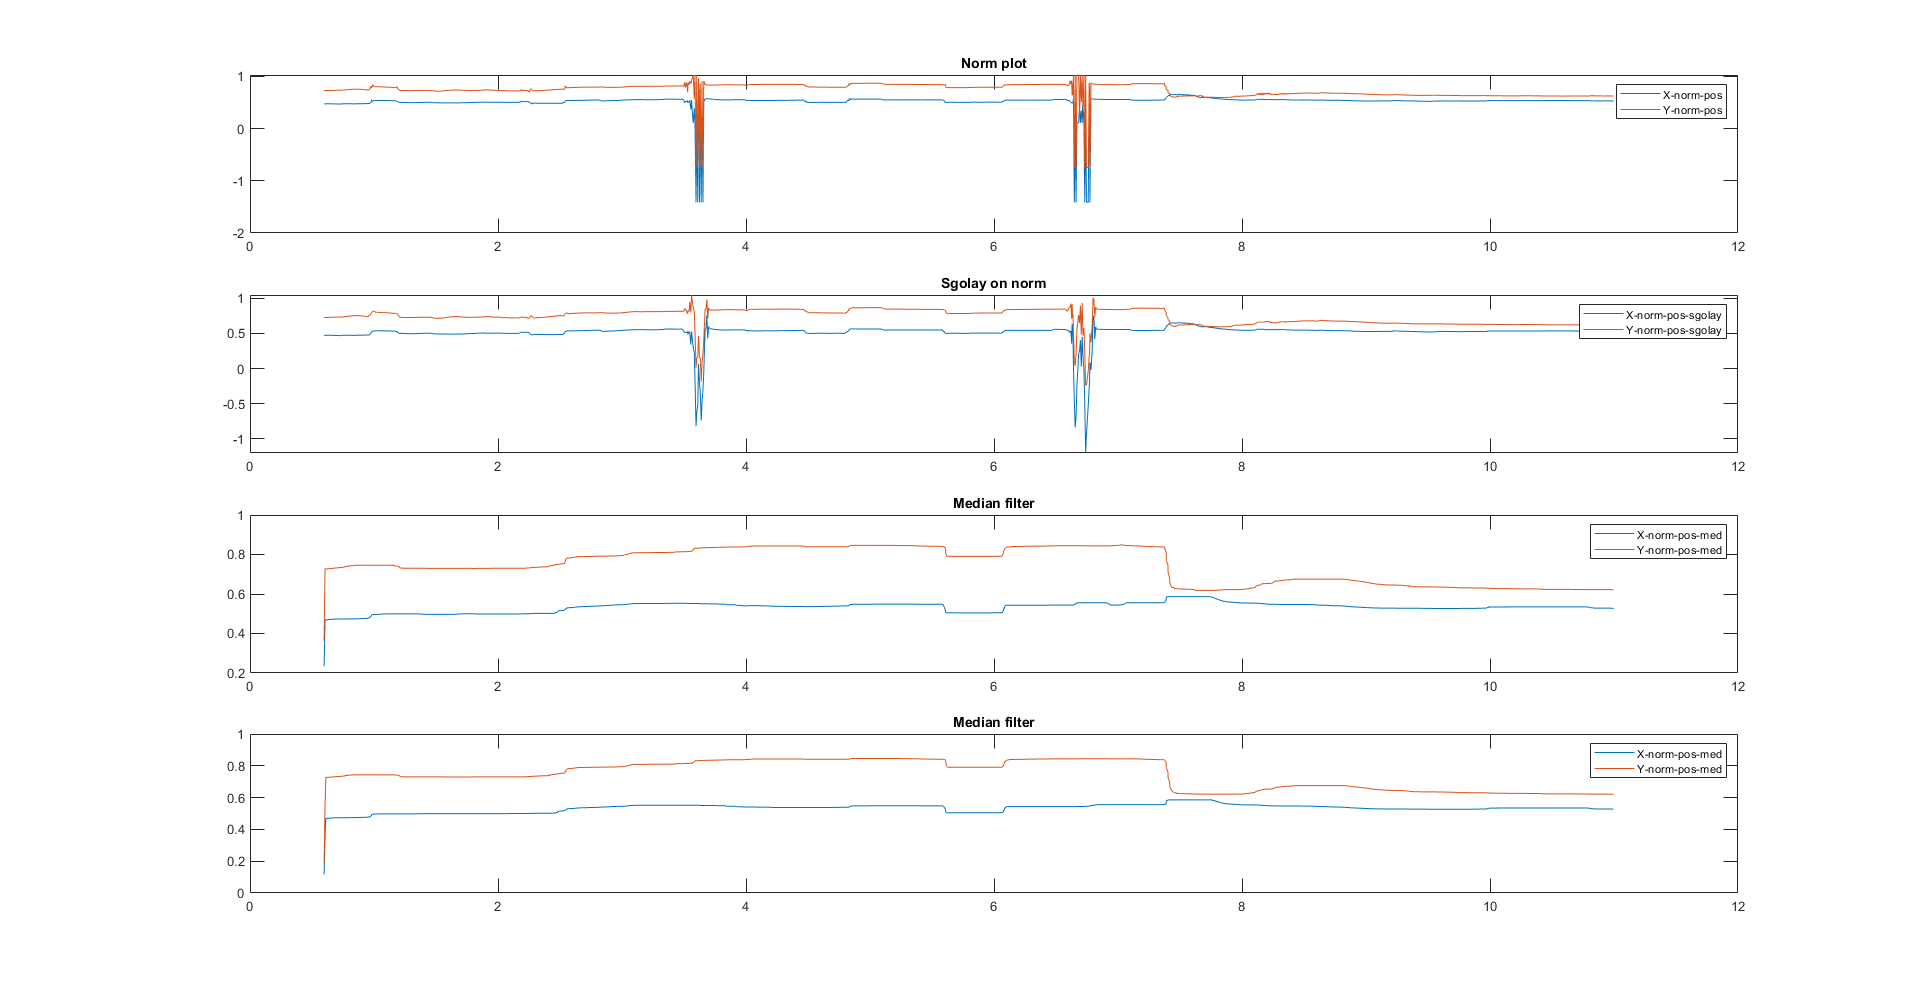 Norm plot
1
0
-1
-2
X-norm-pos
Y-norm-pos
0 2 4 6 8 10 12
Sgolay on norm
1
0.5
0
-0.5
-1
X-norm-pos-sgolay
Y-norm-pos-sgolay
0 2 4 6 8 10 12
Median filter
1
0.8
0.6
0.4
0.2
X-norm-pos-med
Y-norm-pos-med
0 2 4 6 8 10 12
Median filter
1
0.8
0.6
0.4
0.2
0
X-norm-pos-med
Y-norm-pos-med
0 2 4 6 8 10 12